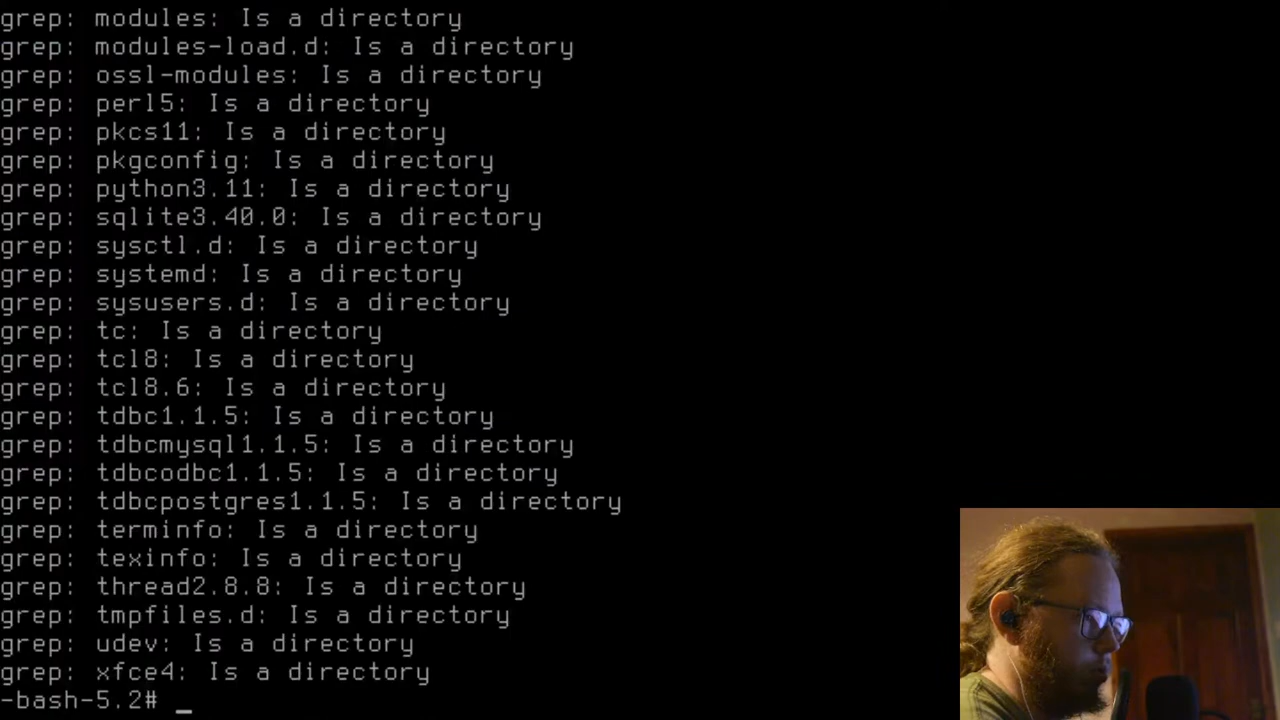 grep: modules: Is a directory
grep: modules-load.d: Is a directory
grep: ossl-modules: Is a directory
grep: perl5: Is a directory
grep: pkcs11: Is a directory
grep: pkgconfig: Is a directory
grep: python3.11: Is a directory
grep: sqlite3.40.0: Is a directory
grep: sysctl.d: Is a directory
grep: systemd: Is a directory
grep: sysusers.d: Is a directory
grep: tc: Is a directory
grep: tcl8: Is a directory
grep: tcl8.6: Is a directory
grep: tdbc1.1.5: Is a directory
grep: tdbcmysql1.1.5: Is a directory
grep: tdbcodbc1.1.5: Is a directory
grep: tdbcpostgres1.1.5: Is a directory
grep: terminfo: Is a directory
grep: texinfo: Is a directory
grep: thread2.8.8: Is a directory
grep: tmpfiles.d: Is a directory
grep: udev: Is a directory
grep: xfce4: Is a directory
-bash-5.2# _